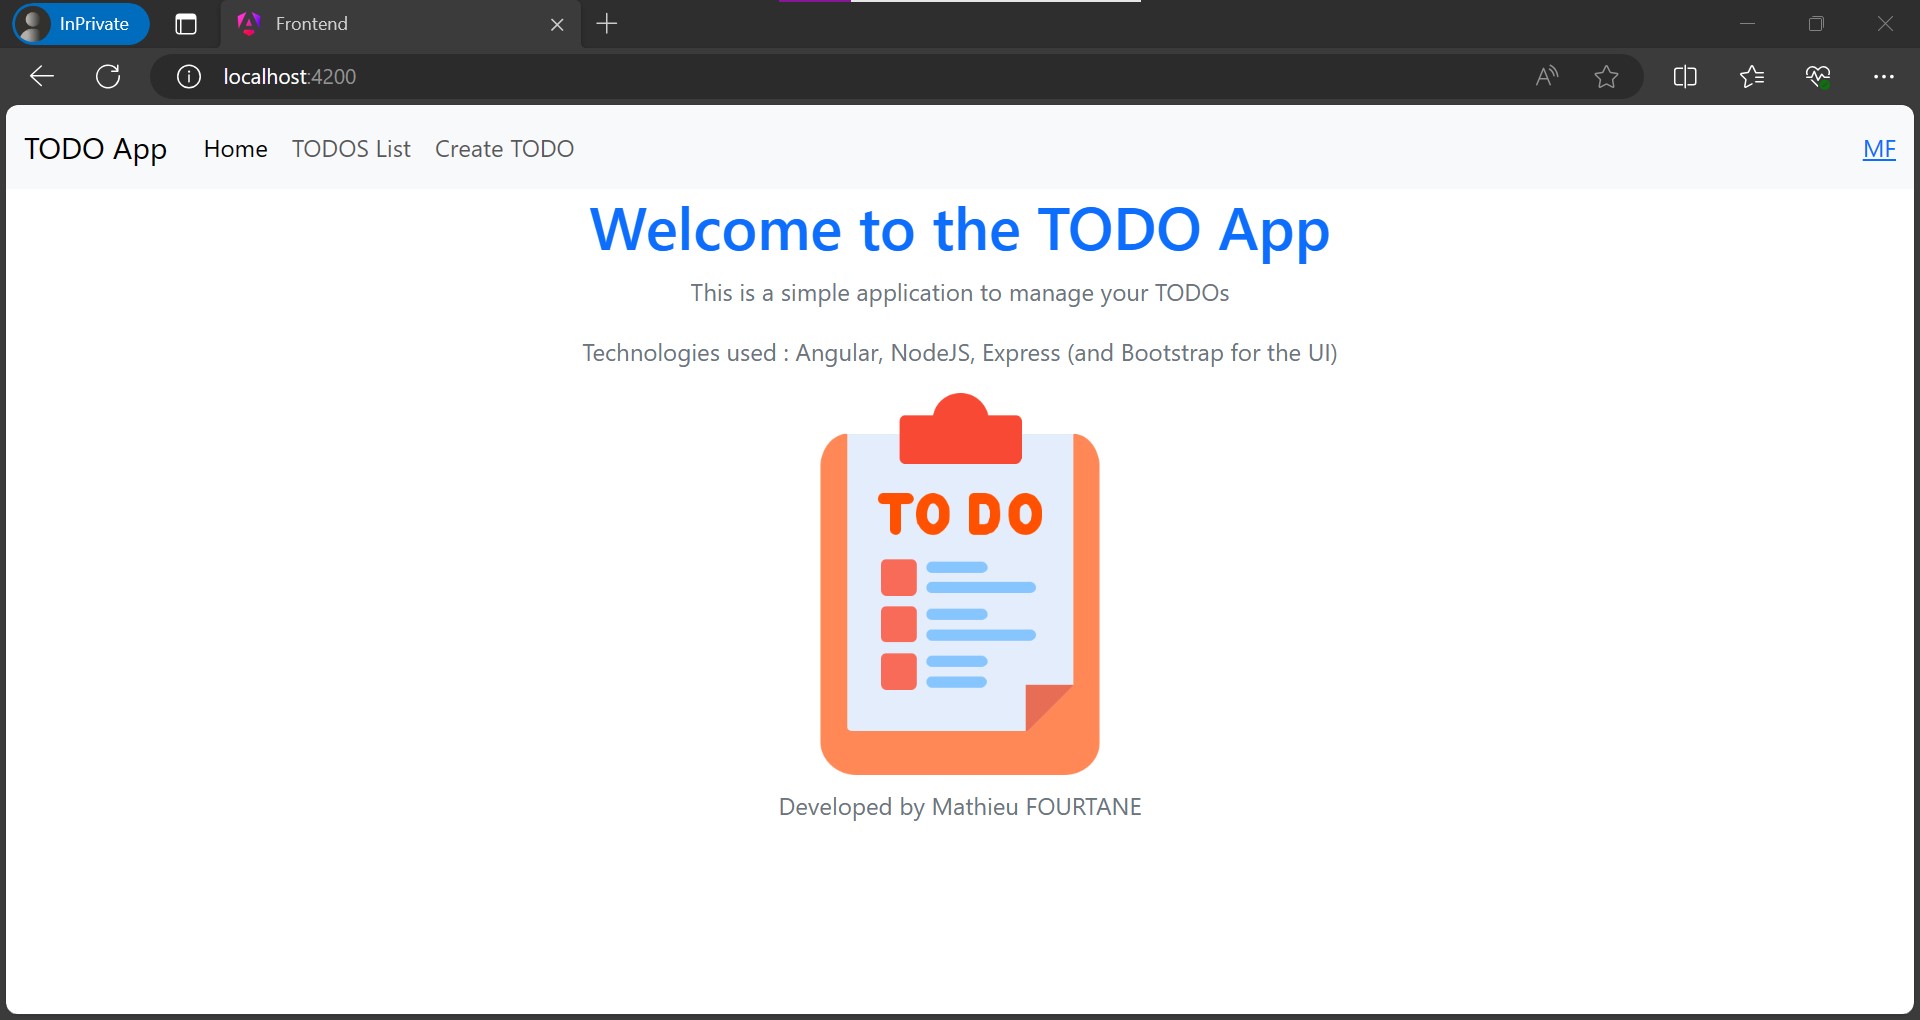 InPrivate
Frontend
localhost:4200
TODO App
Home
TODOS List
Create TODO
MF
Welcome to the TODO App
This is a simple application to manage your TODOs
Technologies used : Angular, NodeJS, Express (and Bootstrap for the UI)
TO DO
Developed by Mathieu FOURTANE